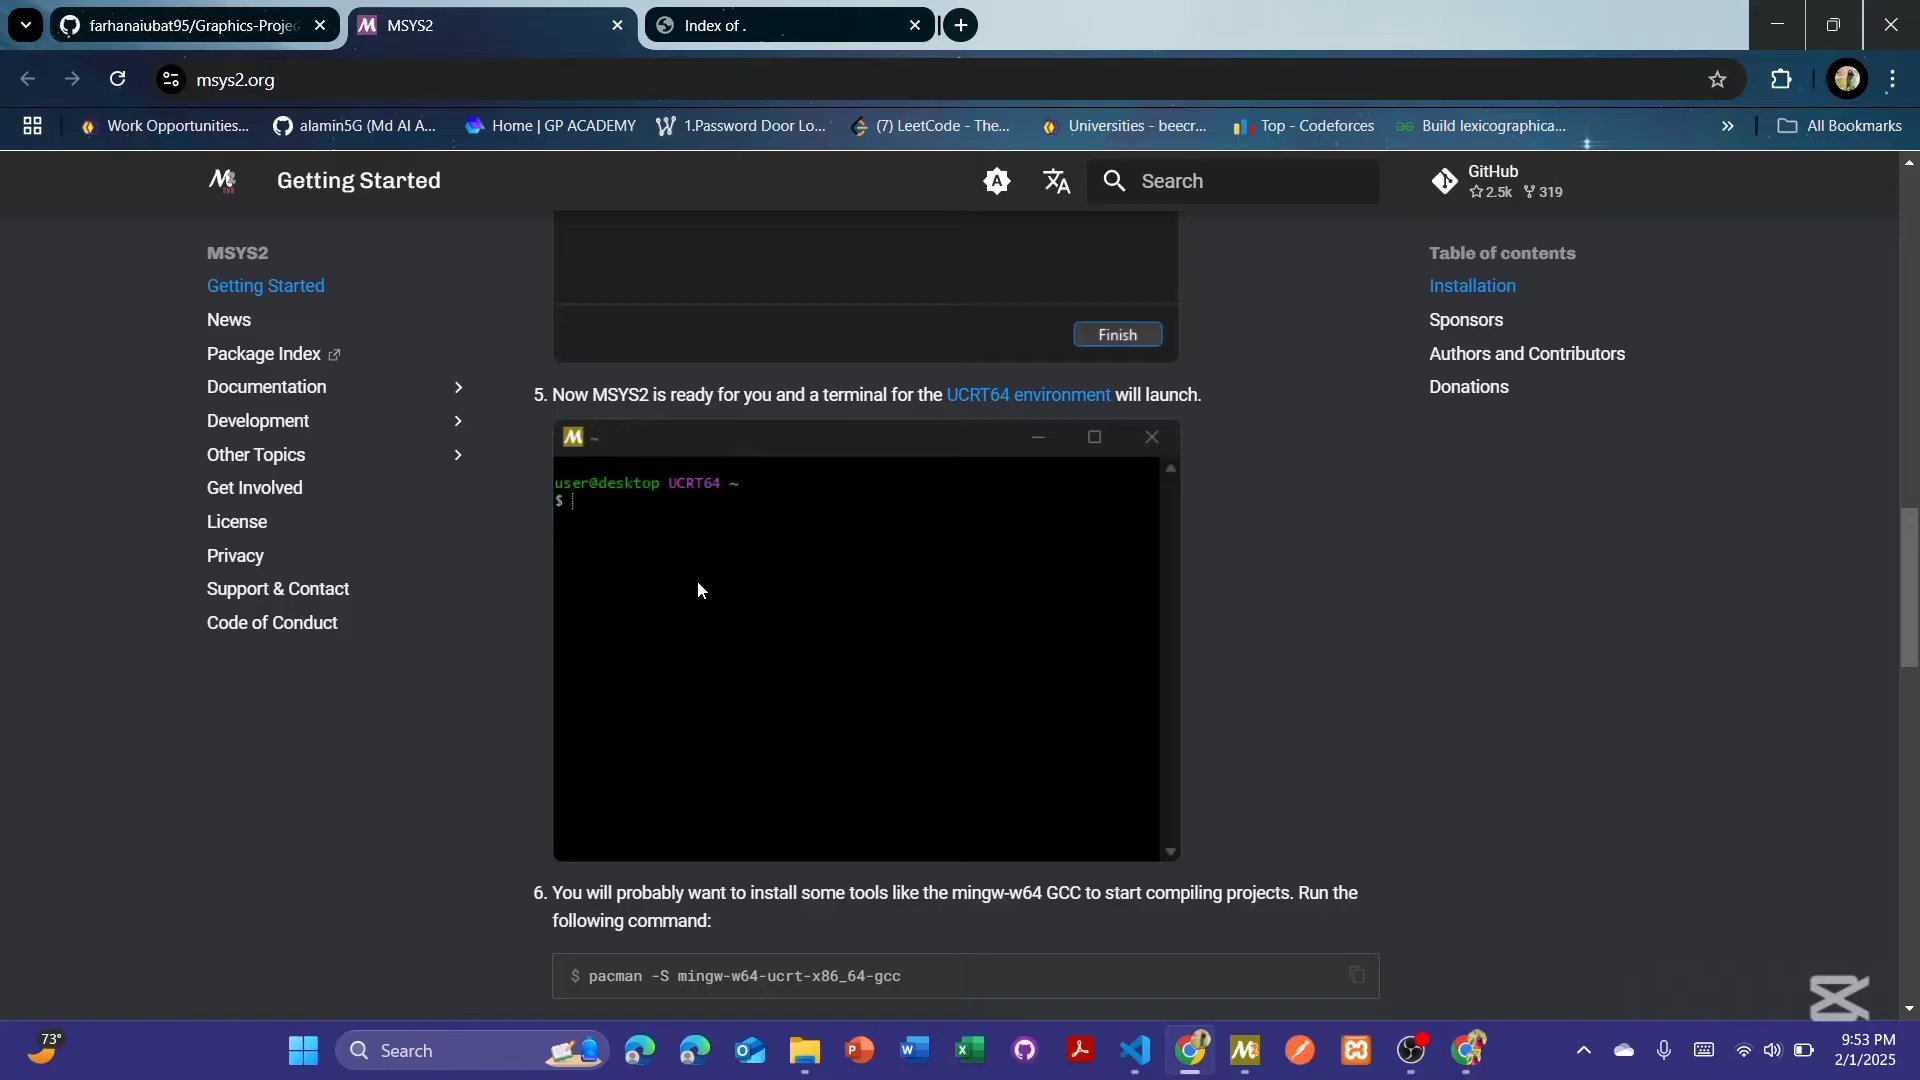 farhanaiubat95/Graphics-Proje
MSYS2
Index of .
msys2.org
Work Opportunities...
alamin5G (Md Al A...
Home | GP ACADEMY
1.Password Door Lo...
(7) LeetCode - The...
Universities - beecr...
Top - Codeforces
Build lexicographica...
All Bookmarks
Getting Started
Search
GitHub
2.5k 319
MSYS2
Getting Started
News
Package Index
Documentation
Development
Other Topics
Get Involved
License
Privacy
Support & Contact
Code of Conduct
Finish
5. Now MSYS2 is ready for you and a terminal for the UCRT64 environment will launch.
~
user@desktop UCRT64 ~
$
6. You will probably want to install some tools like the mingw-w64 GCC to start compiling projects. Run the
following command:
$ pacman -S mingw-w64-ucrt-x86_64-gcc
Table of contents
Installation
Sponsors
Authors and Contributors
Donations
73°
Search
9:53 PM
2/1/2025